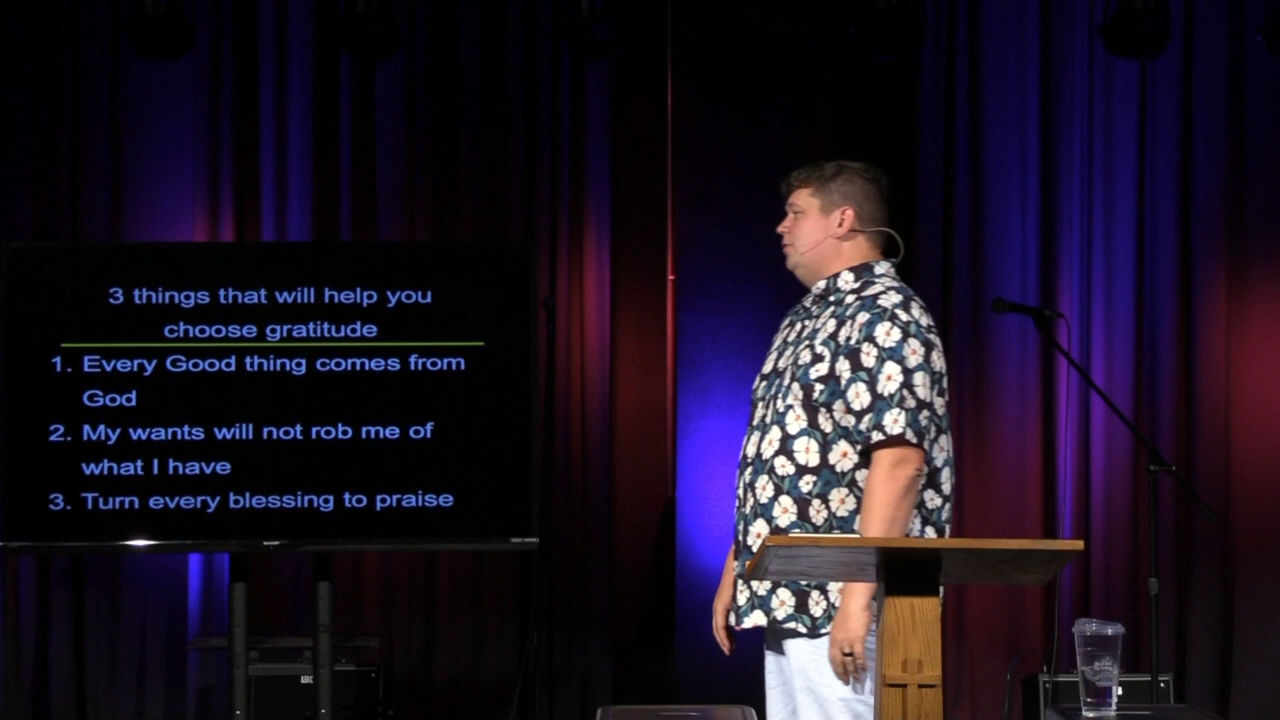 3 things that will help you
choose gratitude
1. Every Good thing comes from
God
2. My wants will not rob me of
what I have
3. Turn every blessing to praise